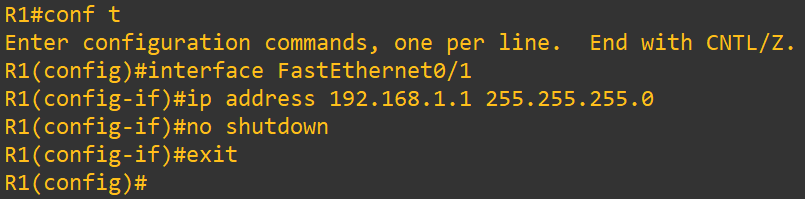 R1#conf t
Enter configuration commands, one per line.  End with CNTL/Z.
R1(config)#interface FastEthernet0/1
R1(config-if)#ip address 192.168.1.1 255.255.255.0
R1(config-if)#no shutdown
R1(config-if)#exit
R1(config)#